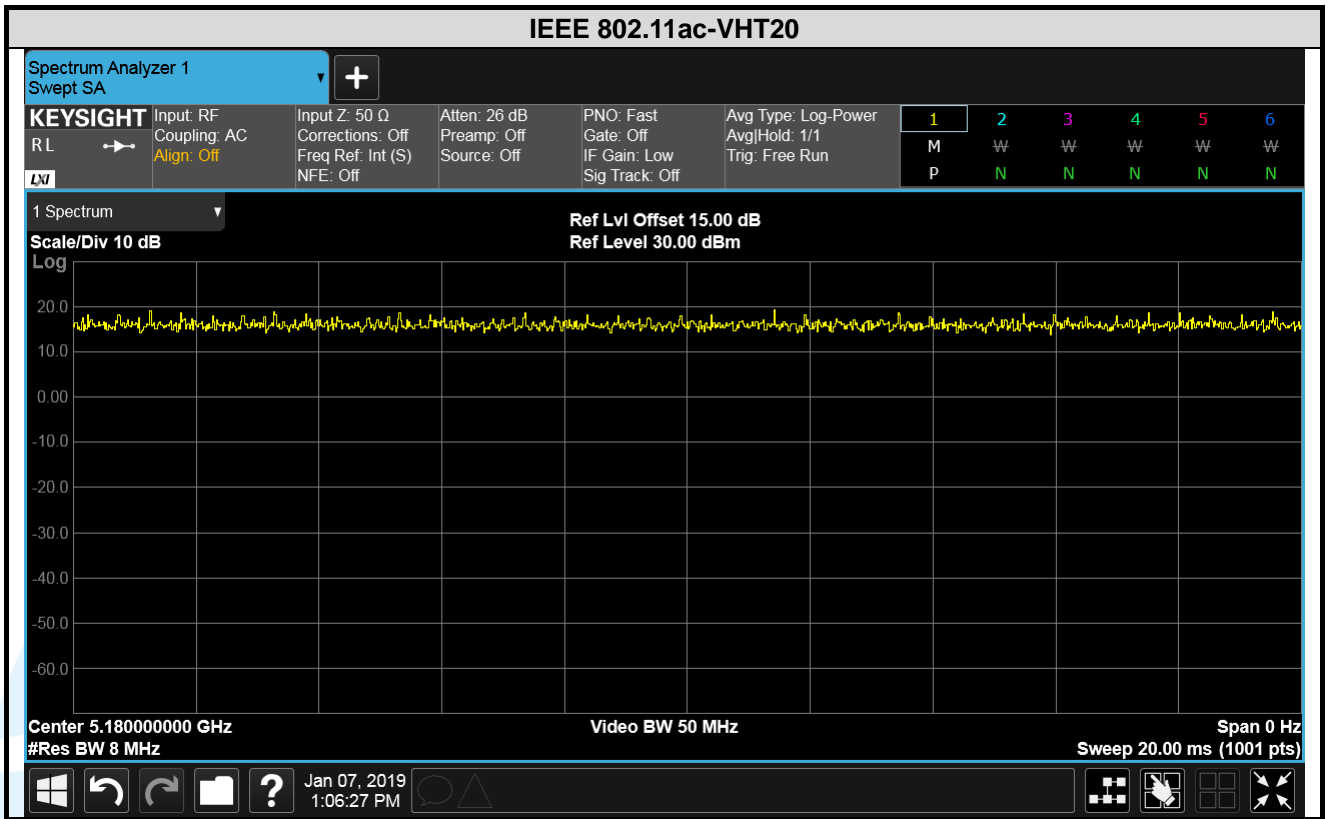 IEEE 802.11ac-VHT20
Spectrum Analyzer 1
Swept SA
KEYSIGHT
RL
LXI
Input: RF
Coupling: AC
Align: Off
Input Z: 50 Ω
Corrections: Off
Freq Ref: Int (S)
NFE: Off
Atten: 26 dB
Preamp: Off
Source: Off
PNO: Fast
Gate: Off
IF Gain: Low
Sig Track: Off
Avg Type: Log-Power
Avg|Hold: 1/1
Trig: Free Run
1 2 3 4 5 6
M W W W W W
P N N N N N
1 Spectrum
Scale/Div 10 dB
Ref Lvl Offset 15.00 dB
Ref Level 30.00 dBm
Log
20.0
10.0
0.00
-10.0
-20.0
-30.0
-40.0
-50.0
-60.0
Center 5.180000000 GHz
#Res BW 8 MHz
Video BW 50 MHz
Span 0 Hz
Sweep 20.00 ms (1001 pts)
?
Jan 07, 2019
1:06:27 PM